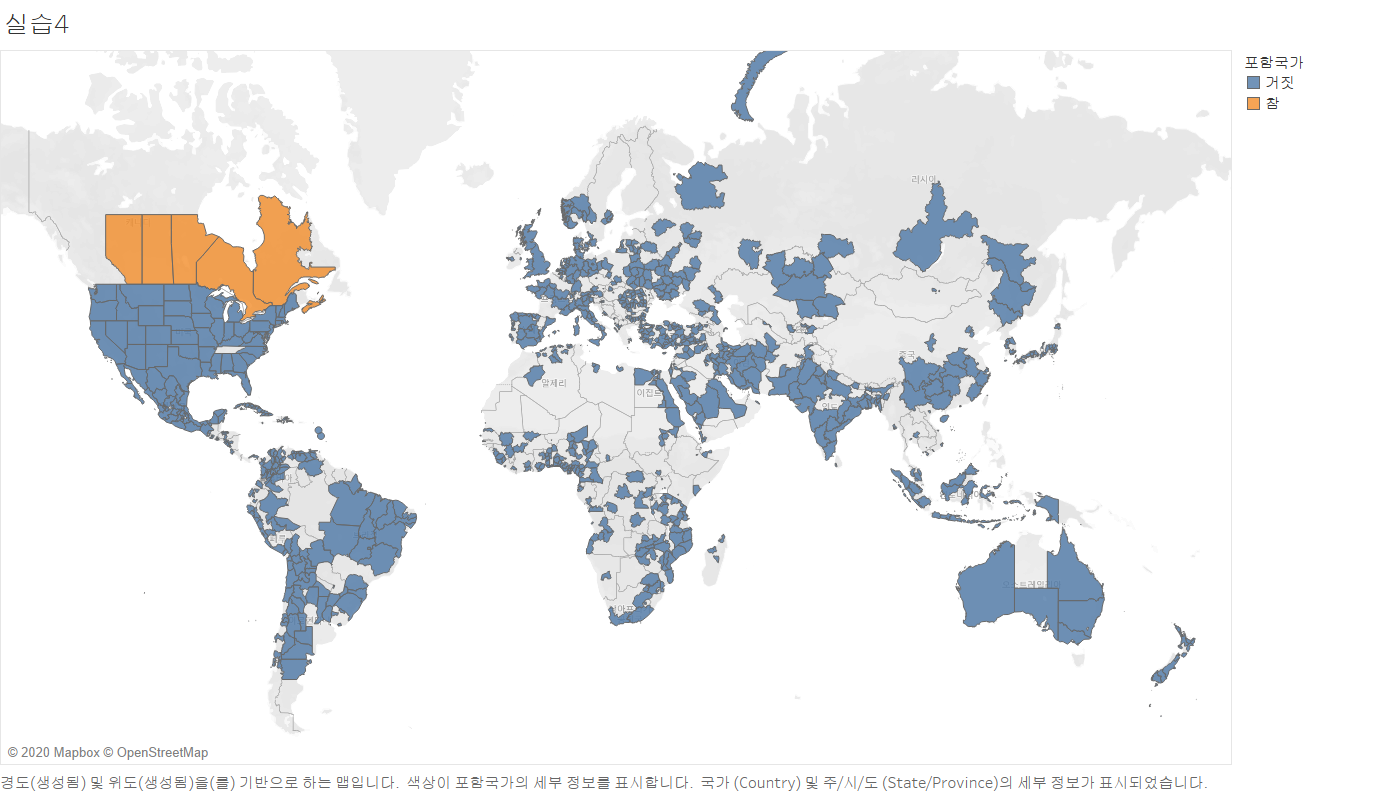 실습4
포함국가
거짓
참
러시아
중국
알제리
이집트
© 2020 Mapbox © OpenStreetMap
경도(생성됨) 및 위도(생성됨)을(를) 기반으로 하는 맵입니다. 색상이 포함국가의 세부 정보를 표시합니다. 국가 (Country) 및 주/시/도 (State/Province)의 세부 정보가 표시되었습니다.